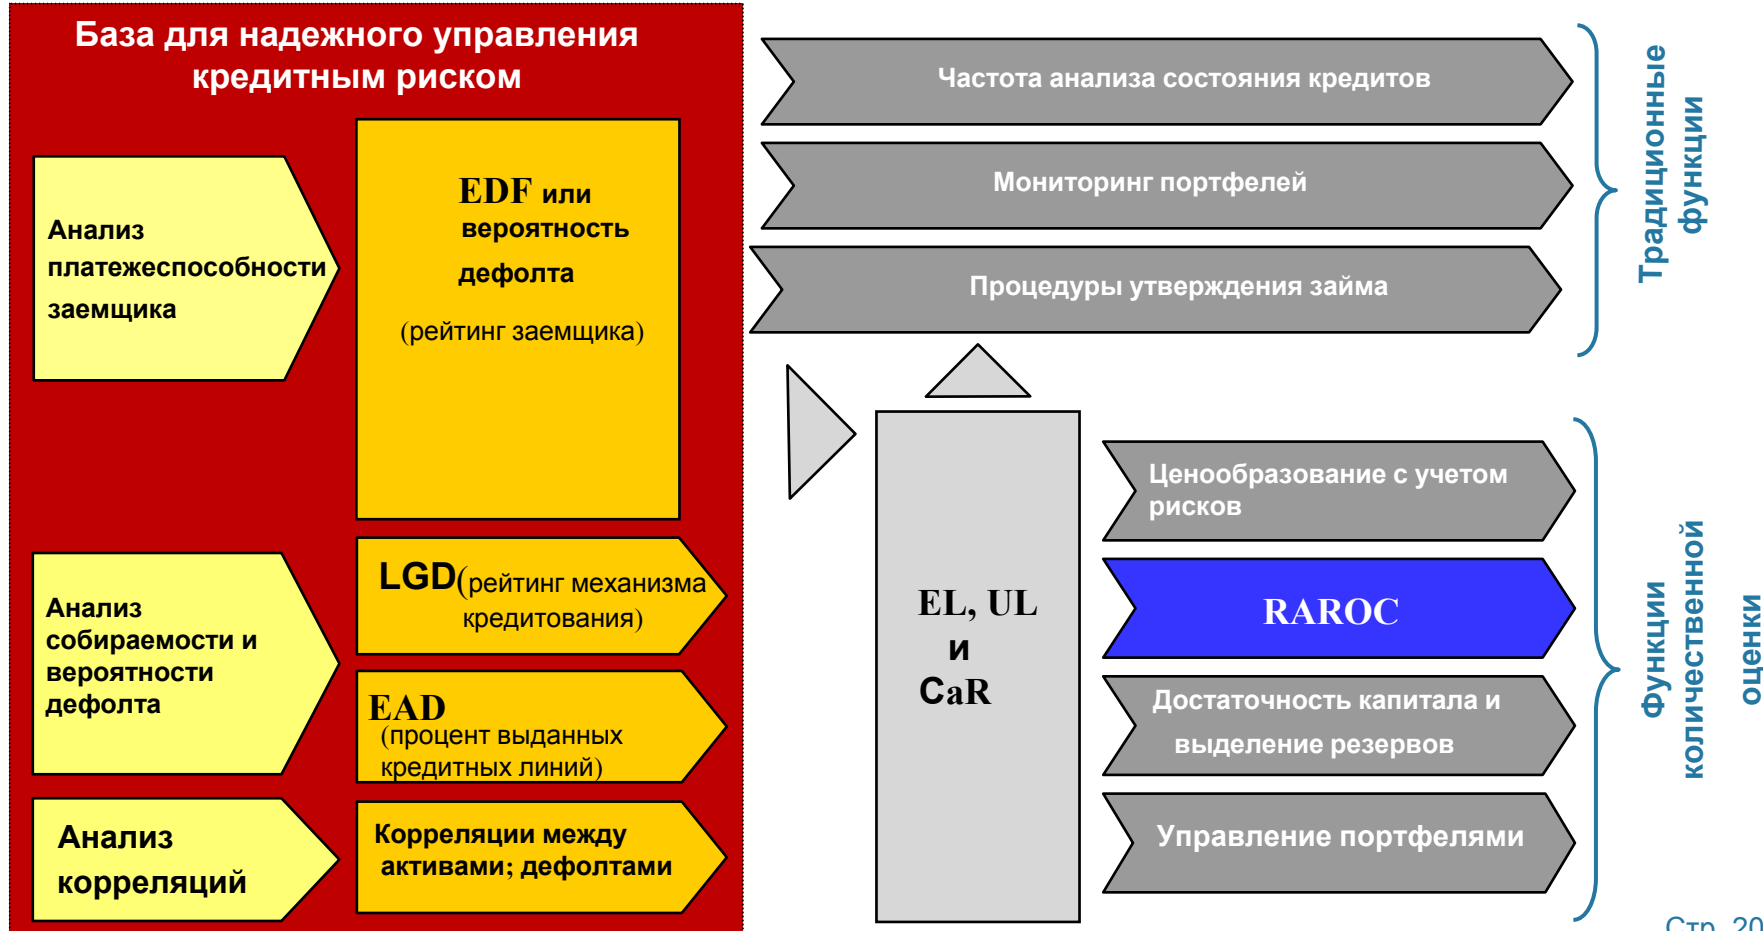 База для надежного управления
кредитным риском
Анализ
платежеспособности
заемщика
EDF или
вероятность
дефолта
(рейтинг заемщика)
Анализ
собираемости и
вероятности
дефолта
LGD(рейтинг механизма
кредитования)
EAD
(процент выданных
кредитных линий)
Анализ
корреляций
Корреляции между
активами; дефолтами
Частота анализа состояния кредитов
Мониторинг портфелей
Процедуры утверждения займа
Традиционные
функции
EL, UL
и
CaR
Ценообразование с учетом
рисков
RAROC
Достаточность капитала и
выделение резервов
Управление портфелями
Функции
количественной
оценки
Стр. 20